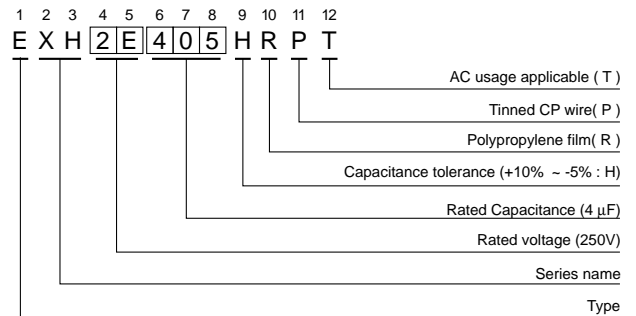 1 2 3 4 5 6 7 8 9 10 11 12
E X H 2 E 4 0 5 H R P T
AC usage applicable ( T )
Tinned CP wire( P )
Polypropylene film( R )
Capacitance tolerance (+10% ~ -5% : H)
Rated Capacitance (4 μF)
Rated voltage (250V)
Series name
Type